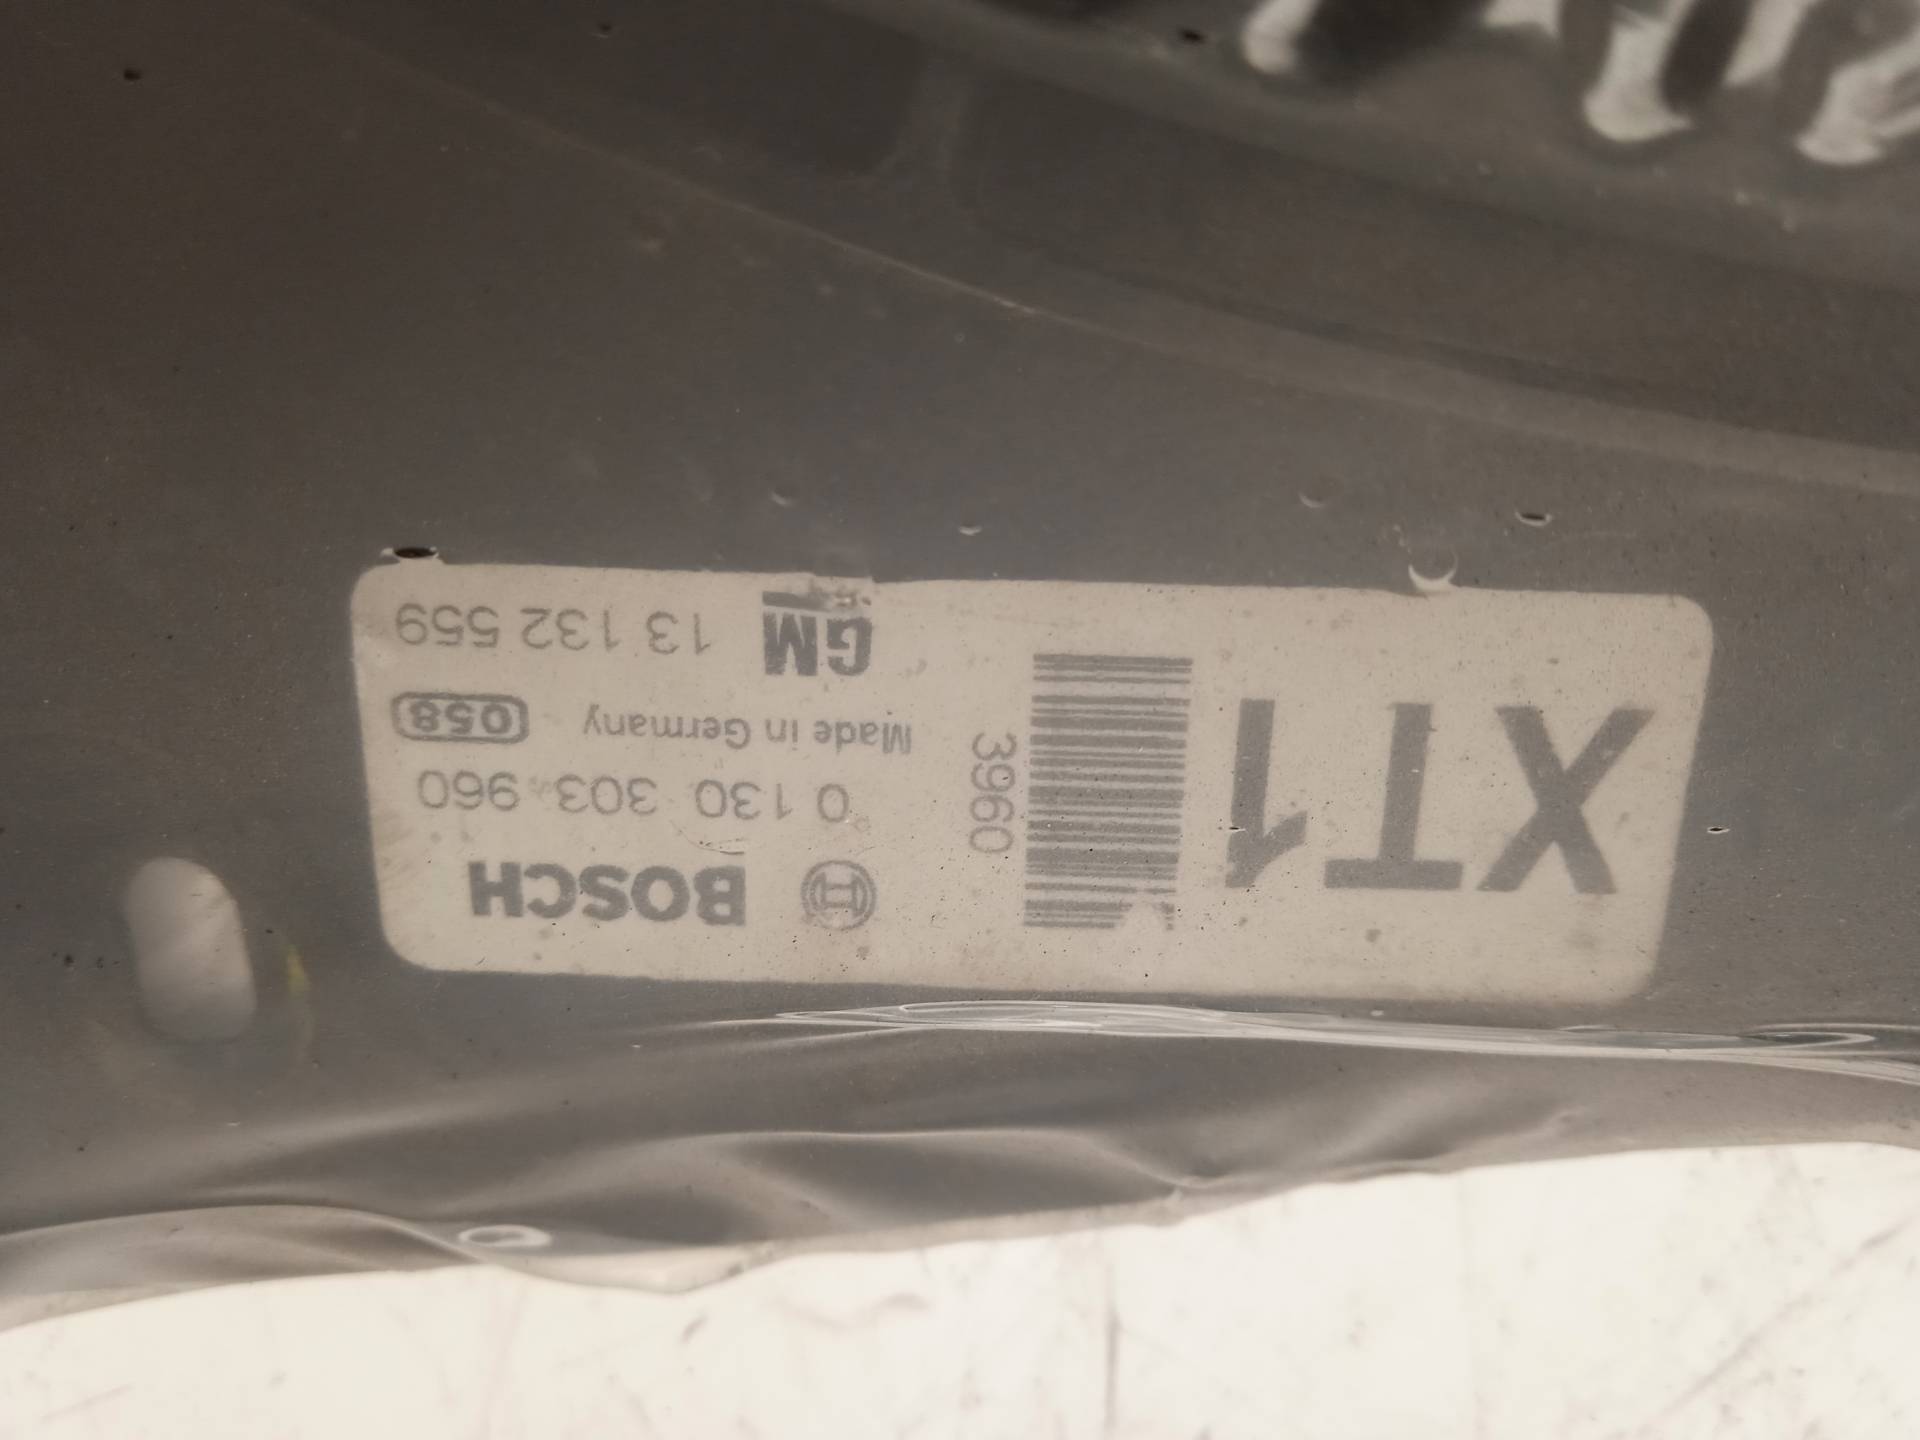 XT1
3960
BOSCH
0 130 303 960
Made in Germany 058
GM 13 132 559